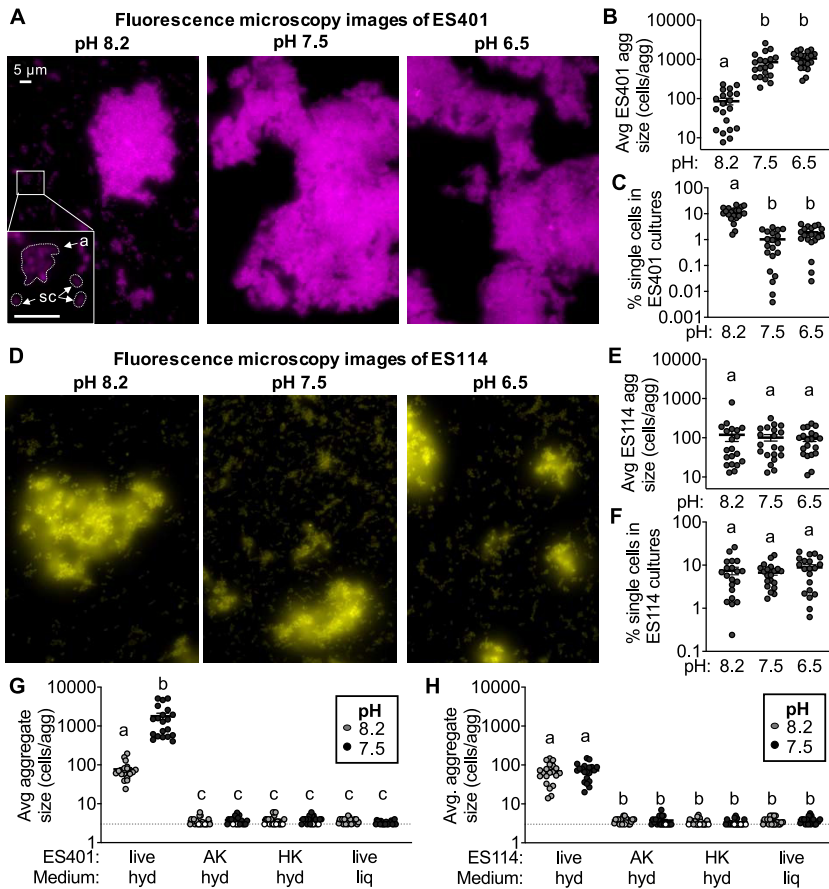 A
Fluorescence microscopy images of ES401
pH 8.2
pH 7.5
pH 6.5
5 µm
a
sc
B
Avg ES401 agg
size (cells/agg)
10000
1000
100
10
a
b
b
pH: 8.2 7.5 6.5
C
% single cells in
ES401 cultures
100
10
1
0.1
0.01
0.001
a
b
b
pH: 8.2 7.5 6.5
D
Fluorescence microscopy images of ES114
pH 8.2
pH 7.5
pH 6.5
E
Avg ES114 agg
size (cells/agg)
10000
1000
100
10
a
a
a
pH: 8.2 7.5 6.5
F
% single cells in
ES114 cultures
100
10
1
0.1
a
a
a
pH: 8.2 7.5 6.5
G
Avg aggregate
size (cells/agg)
10000
1000
100
10
1
a
b
c
c
c
c
c
c
pH
8.2
7.5
ES401: live AK HK live
Medium: hyd hyd hyd liq
H
Avg. aggregate
size (cells/agg)
10000
1000
100
10
1
a
a
b
b
b
b
b
b
pH
8.2
7.5
ES114: live AK HK live
Medium: hyd hyd hyd liq